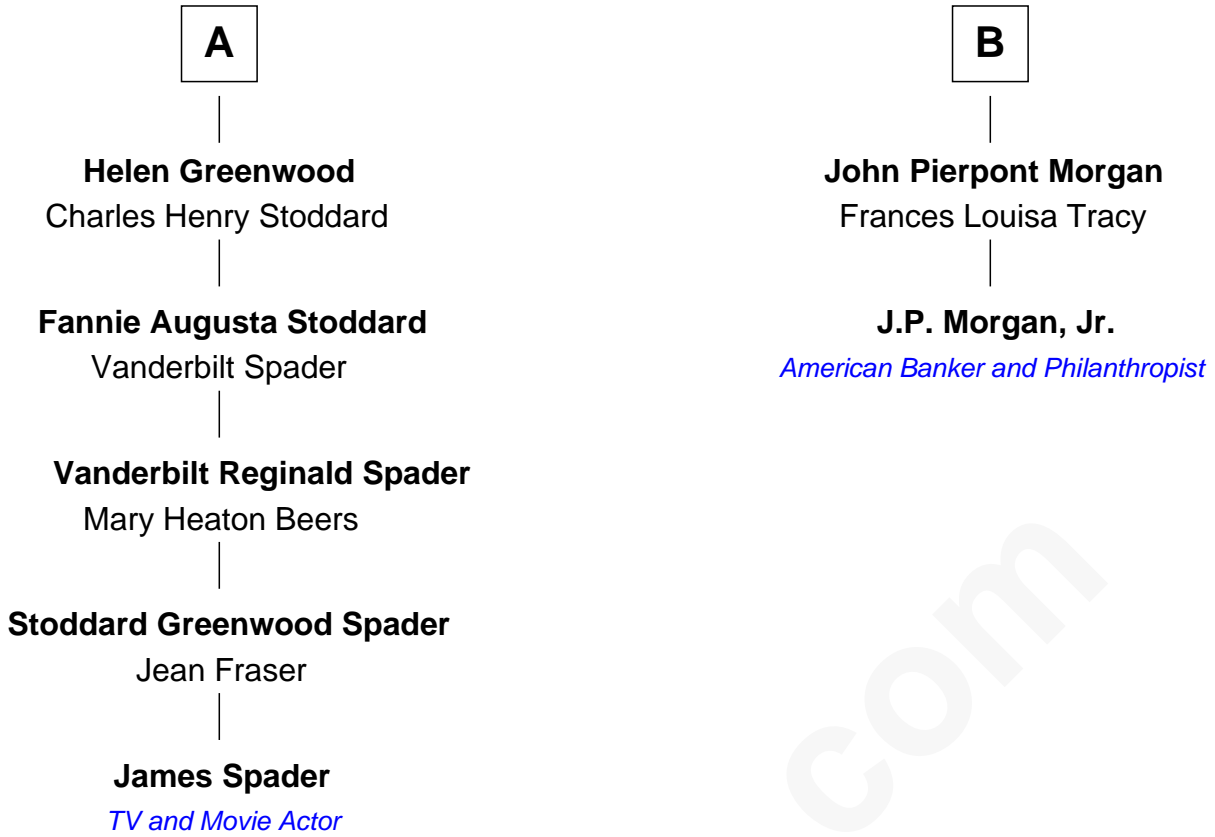 A
Helen Greenwood
Charles Henry Stoddard
Fannie Augusta Stoddard
Vanderbilt Spader
Vanderbilt Reginald Spader
Mary Heaton Beers
Stoddard Greenwood Spader
Jean Fraser
James Spader
TV and Movie Actor
B
John Pierpont Morgan
Frances Louisa Tracy
J.P. Morgan, Jr.
American Banker and Philanthropist
com